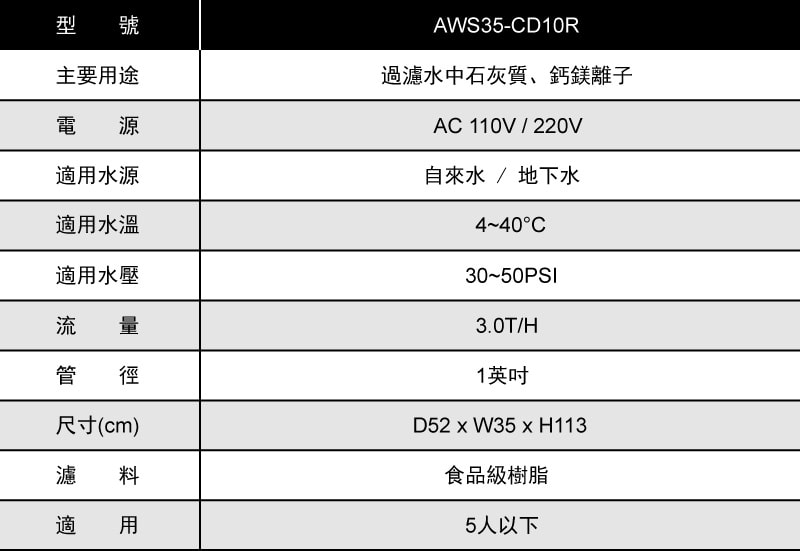 型 號 AWS35-CD10R
主要用途 過濾水中石灰質、鈣鎂離子
電 源 AC 110V / 220V
適用水源 自來水 / 地下水
適用水溫 4~40°C
適用水壓 30~50PSI
流 量 3.0T/H
管 徑 1英吋
尺寸(cm) D52 x W35 x H113
濾 料 食品級樹脂
適 用 5人以下